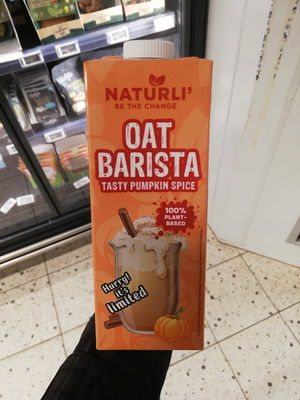 NATURLI'
BE THE CHANGE
OAT
BARISTA
TASTY PUMPKIN SPICE
100%
PLANT-
BASED
Hurry!
it's
limited